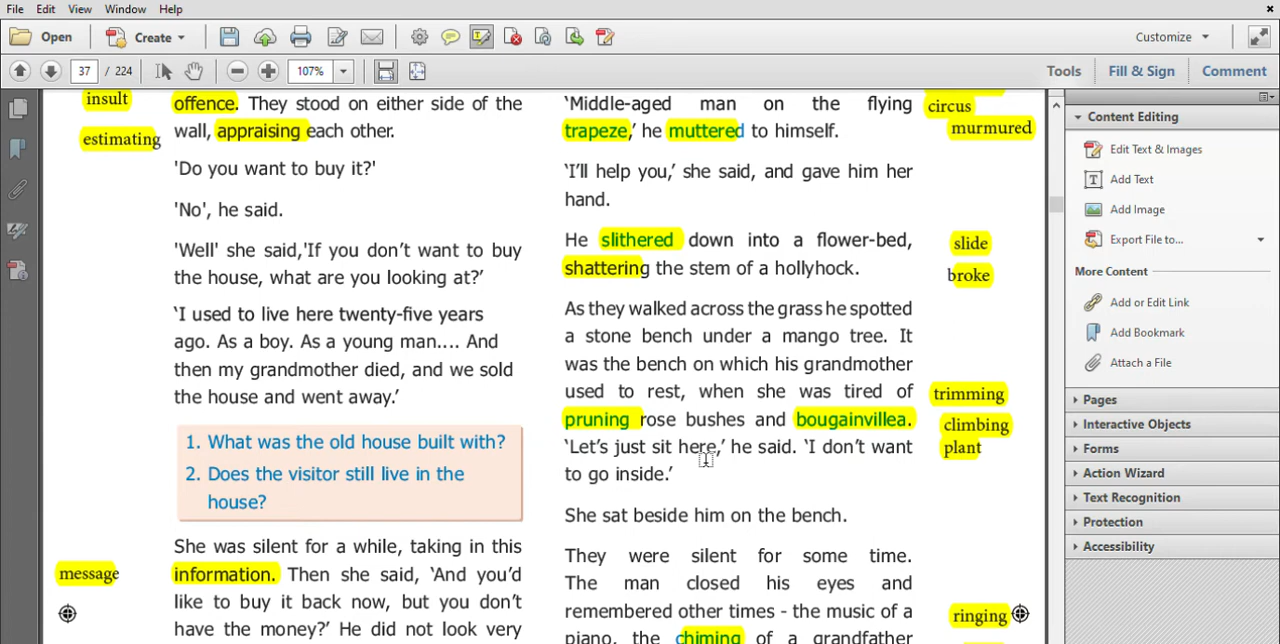 File Edit View Window Help
Open Create Customize
37 / 224 107% Tools Fill & Sign Comment
insult
estimating
offence. They stood on either side of the
wall, appraising each other.
'Do you want to buy it?'
'No', he said.
'Well' she said,'If you don't want to buy
the house, what are you looking at?'
'I used to live here twenty-five years
ago. As a boy. As a young man.... And
then my grandmother died, and we sold
the house and went away.'
1. What was the old house built with?
2. Does the visitor still live in the
house?
message
She was silent for a while, taking in this
information. Then she said, 'And you'd
like to buy it back now, but you don't
have the money?' He did not look very
'Middle-aged man on the flying
trapeze,' he muttered to himself.
circus
murmured
'I'll help you,' she said, and gave him her
hand.
He slithered down into a flower-bed,
shattering the stem of a hollyhock.
slide
broke
As they walked across the grass he spotted
a stone bench under a mango tree. It
was the bench on which his grandmother
used to rest, when she was tired of
pruning rose bushes and bougainvillea.
'Let's just sit here,' he said. 'I don't want
to go inside.'
trimming
climbing
plant
She sat beside him on the bench.
They were silent for some time.
The man closed his eyes and
remembered other times - the music of a
piano, the chiming of a grandfather
ringing
Content Editing
Edit Text & Images
Add Text
Add Image
Export File to...
More Content
Add or Edit Link
Add Bookmark
Attach a File
Pages
Interactive Objects
Forms
Action Wizard
Text Recognition
Protection
Accessibility